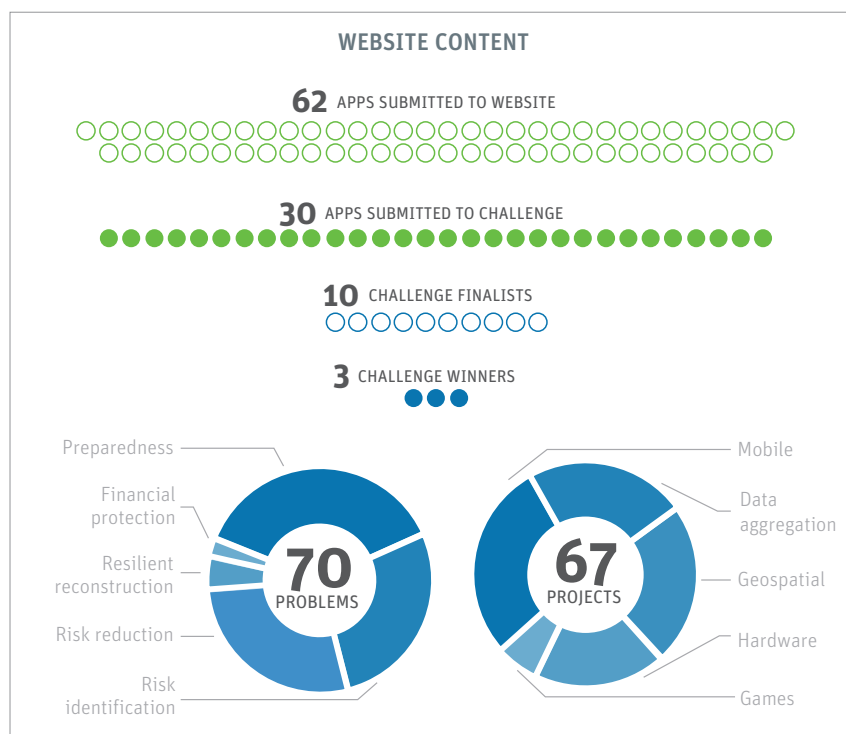 WEBSITE CONTENT
62 APPS SUBMITTED TO WEBSITE
30 APPS SUBMITTED TO CHALLENGE
10 CHALLENGE FINALISTS
3 CHALLENGE WINNERS
Preparedness
Financial
protection
Resilient
reconstruction
Risk reduction
Risk
identification
70
PROBLEMS
67
PROJECTS
Mobile
Data
aggregation
Geospatial
Hardware
Games